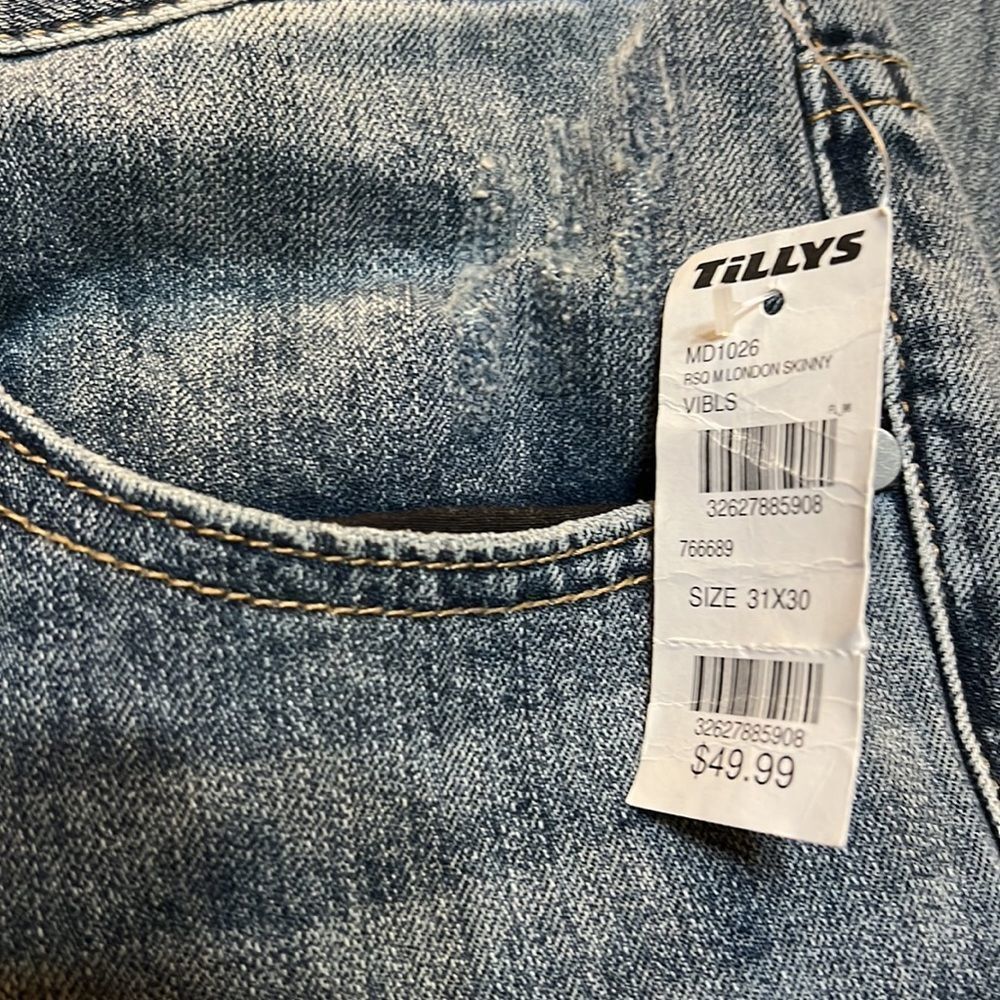 TiLLYS
MD1026
RSQ M LONDON SKINNY
VIBLS
32627885908
766689
SIZE 31X30
32627885908
$49.99